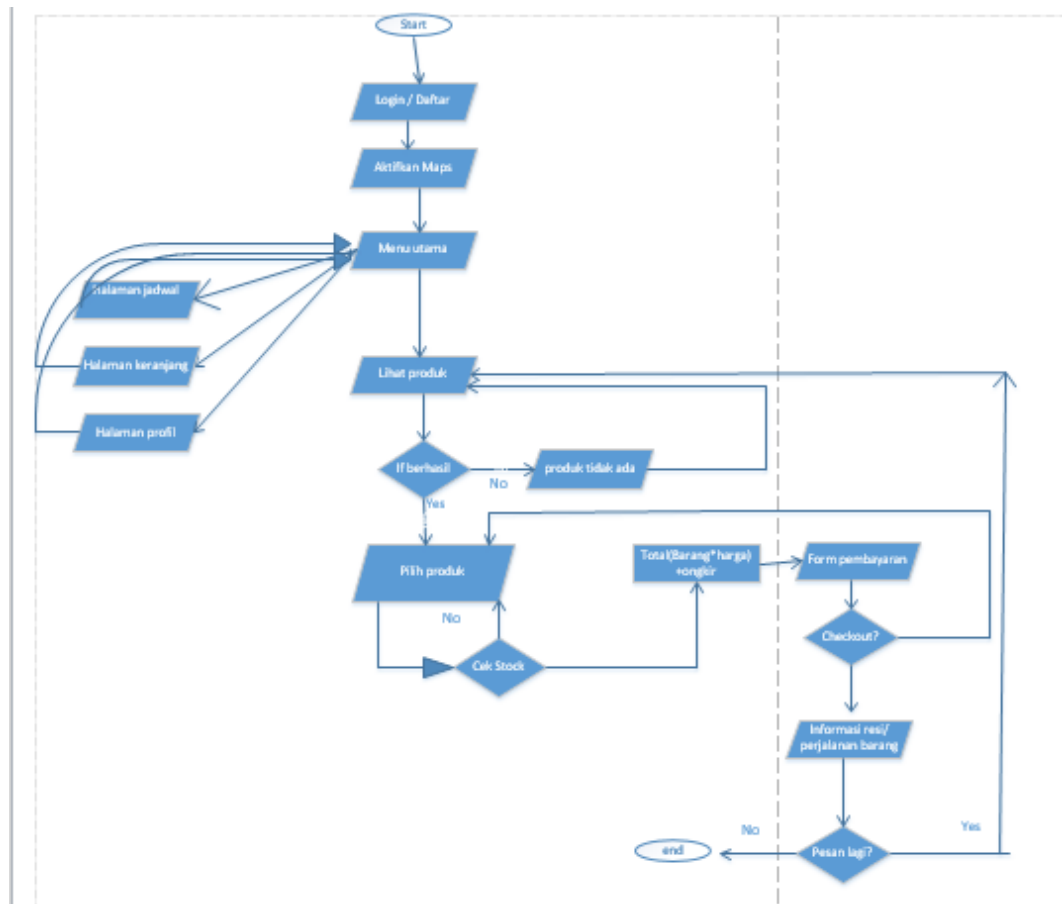 Start
Login / Daftar
Aktifkan Maps
Menu utama
Halaman jadwal
Halaman keranjang
Halaman profil
Lihat produk
If berhasil
No
produk tidak ada
Yes
Pilih produk
No
Cek Stock
Total(Barang*harga)
+ongkir
Form pembayaran
Checkout?
Informasi resi/
perjalanan barang
Pesan lagi?
No
Yes
end